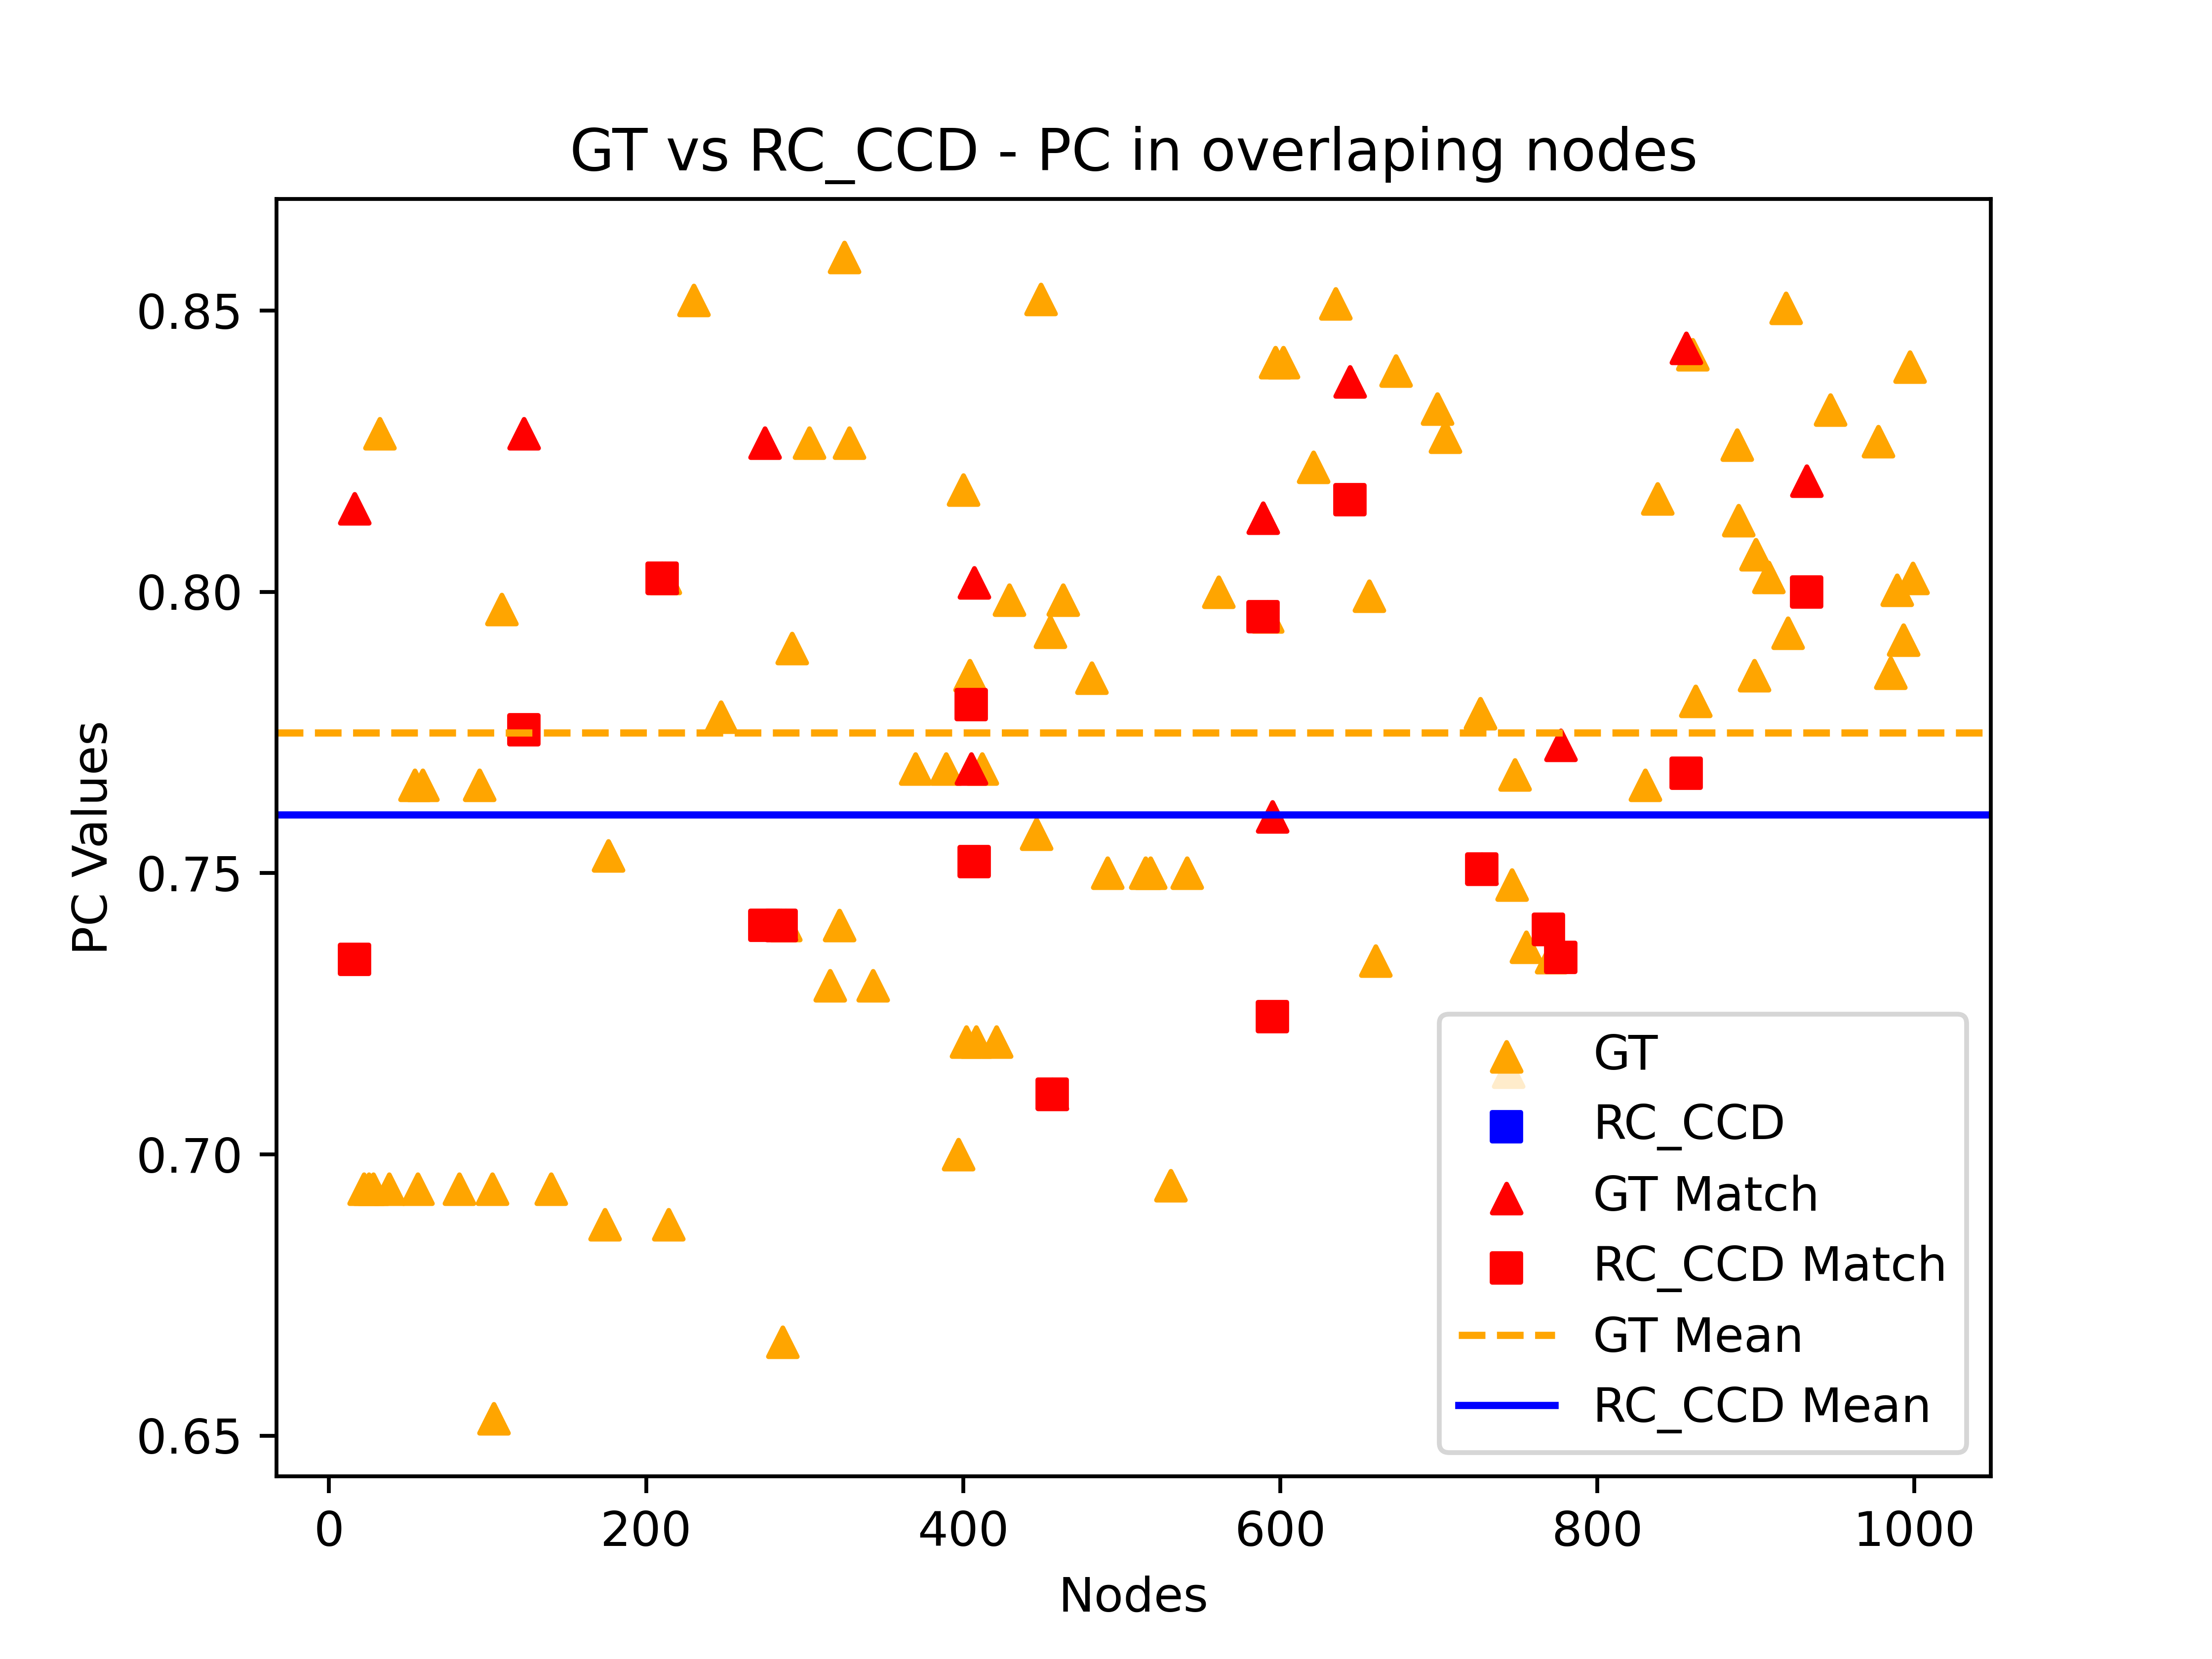 GT vs RC_CCD - PC in overlaping nodes
0.85
0.80
0.75
0.70
0.65
PC Values
0 200 400 600 800 1000
Nodes
GT
RC_CCD
GT Match
RC_CCD Match
GT Mean
RC_CCD Mean